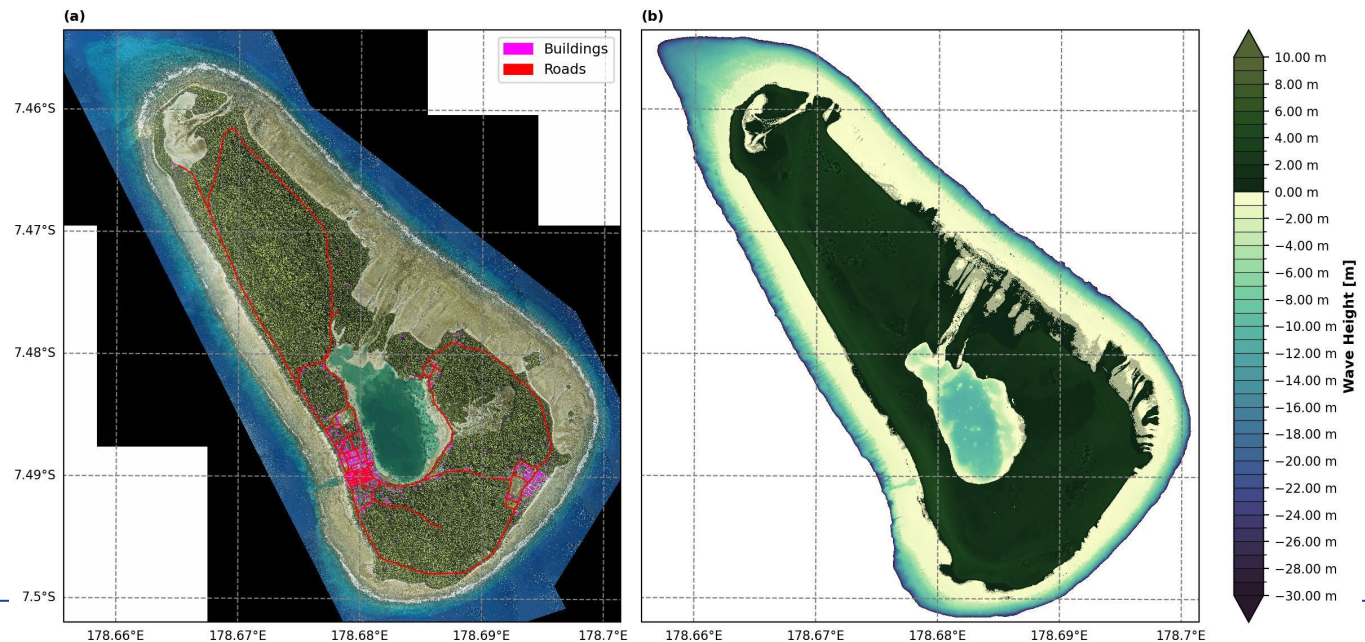 (a)
(b)
Buildings
Roads
7.46°S
7.47°S
7.48°S
7.49°S
7.5°S
178.66°E
178.67°E
178.68°E
178.69°E
178.7°E
178.66°E
178.67°E
178.68°E
178.69°E
178.7°E
10.00 m
8.00 m
6.00 m
4.00 m
2.00 m
0.00 m
−2.00 m
−4.00 m
−6.00 m
−8.00 m
−10.00 m
−12.00 m
−14.00 m
−16.00 m
−18.00 m
−20.00 m
−22.00 m
−24.00 m
−26.00 m
−28.00 m
−30.00 m
Wave Height [m]